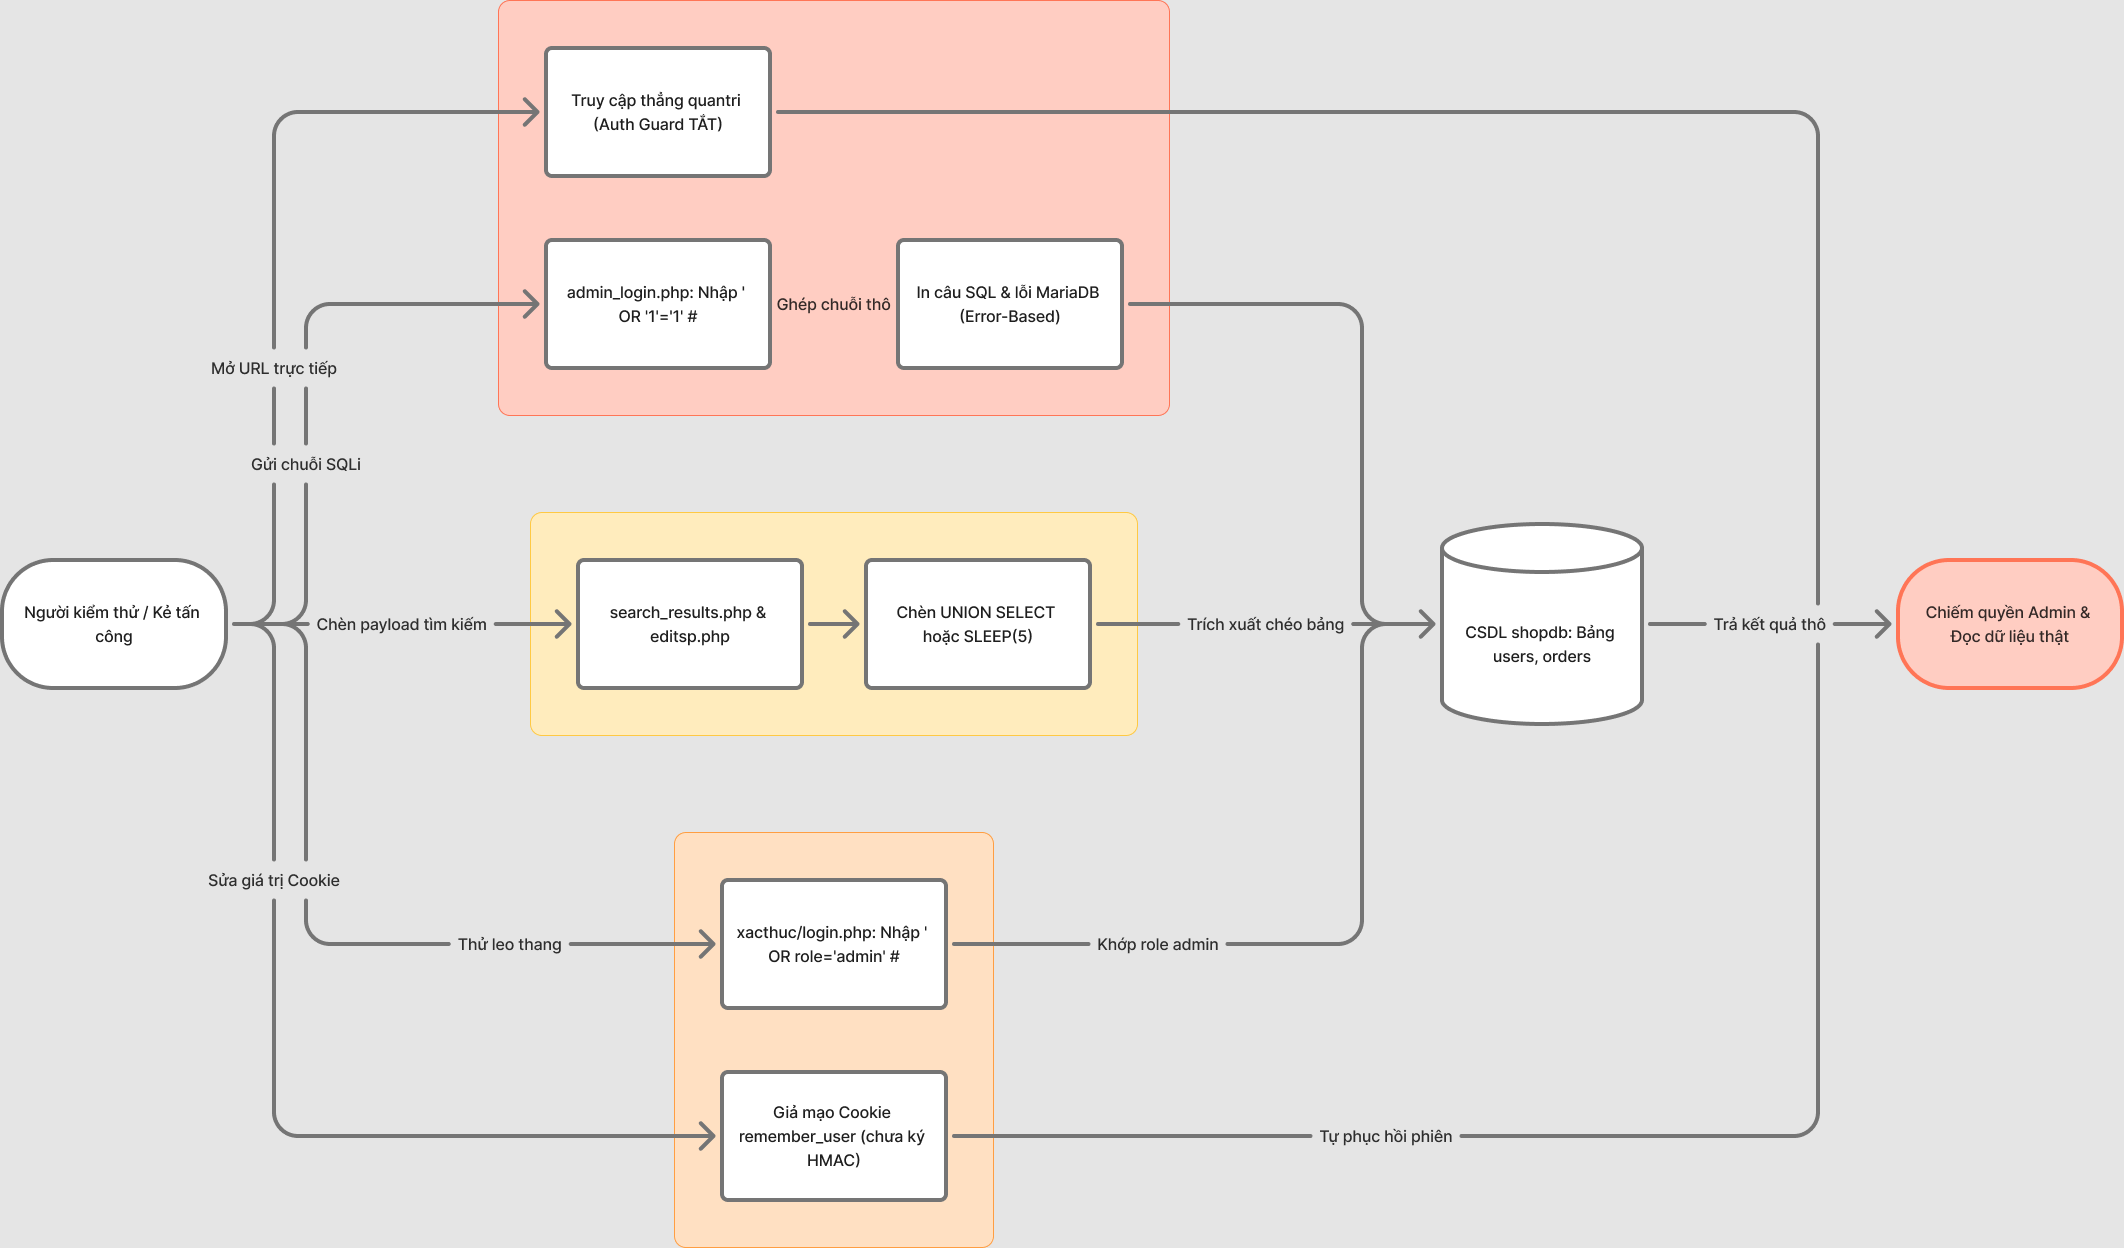 Truy cập thẳng quantri
(Auth Guard TẮT)
admin_login.php: Nhập '
OR '1'='1' #
Ghép chuỗi thô
In câu SQL & lỗi MariaDB
(Error-Based)
Mở URL trực tiếp
Gửi chuỗi SQLi
Người kiểm thử / Kẻ tấn
công
Chèn payload tìm kiếm
search_results.php &
editsp.php
Chèn UNION SELECT
hoặc SLEEP(5)
Trích xuất chéo bảng
CSDL shopdb: Bảng
users, orders
Trả kết quả thô
Chiếm quyền Admin &
Đọc dữ liệu thật
Sửa giá trị Cookie
Thử leo thang
xacthuc/login.php: Nhập '
OR role='admin' #
Khớp role admin
Giả mạo Cookie
remember_user (chưa ký
HMAC)
Tự phục hồi phiên